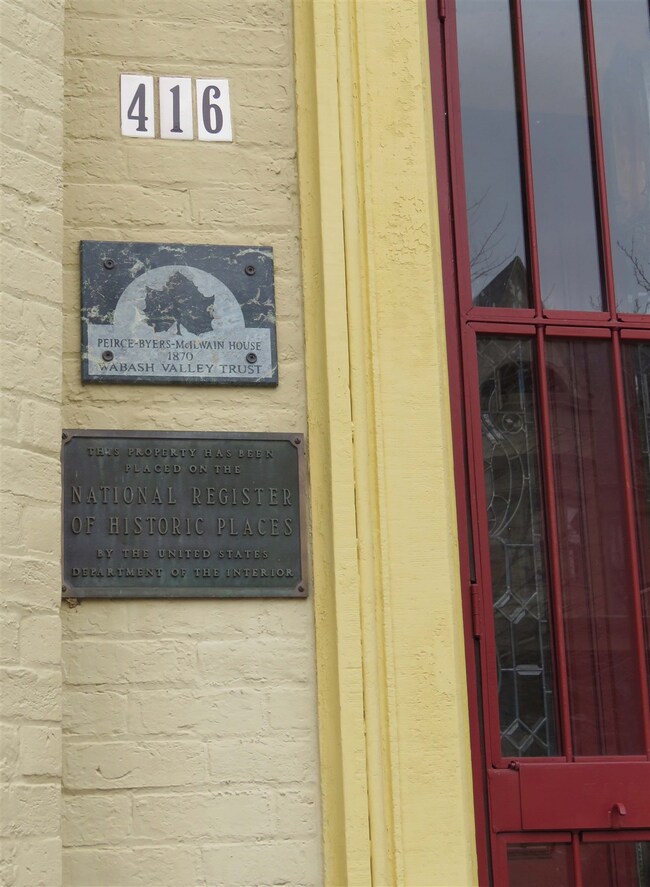 416
PEIRCE-BYERS-McILWAIN HOUSE
1870
WABASH VALLEY TRUST
THIS PROPERTY HAS BEEN
PLACED ON THE
NATIONAL REGISTER
OF HISTORIC PLACES
BY THE UNITED STATES
DEPARTMENT OF THE INTERIOR